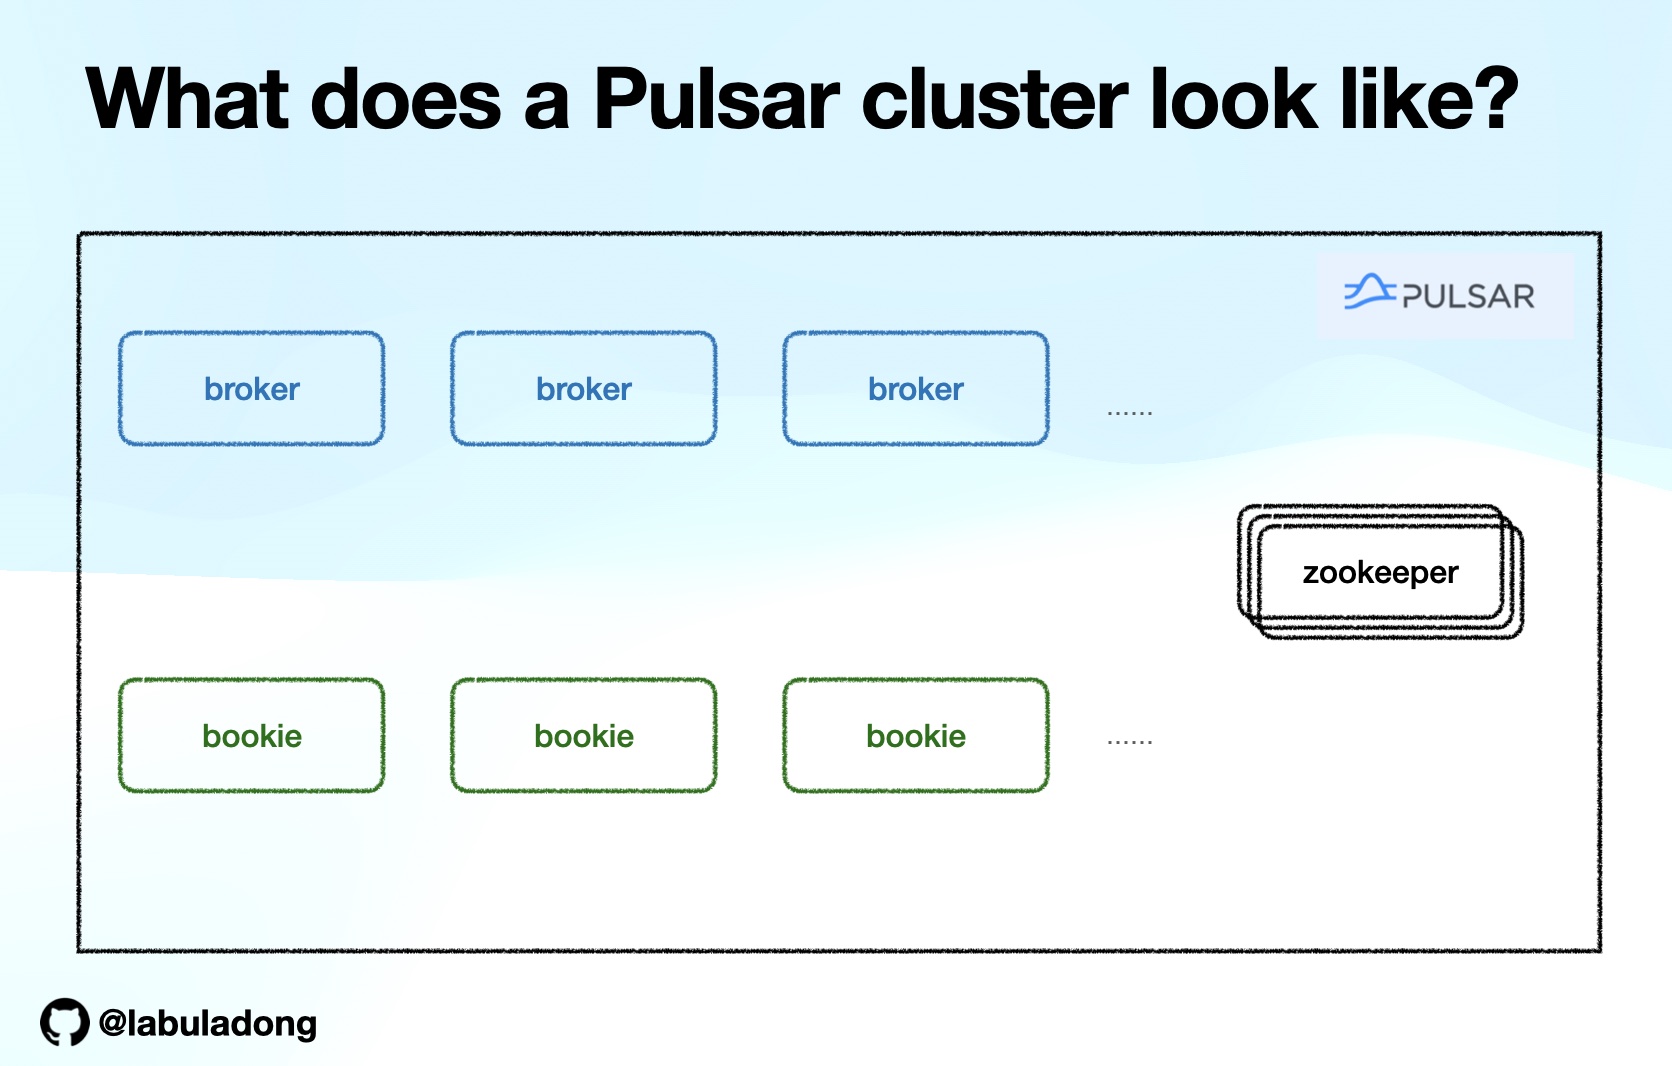 What does a Pulsar cluster look like?
PULSAR
broker
broker
broker
......
zookeeper
bookie
bookie
bookie
......
@labuladong